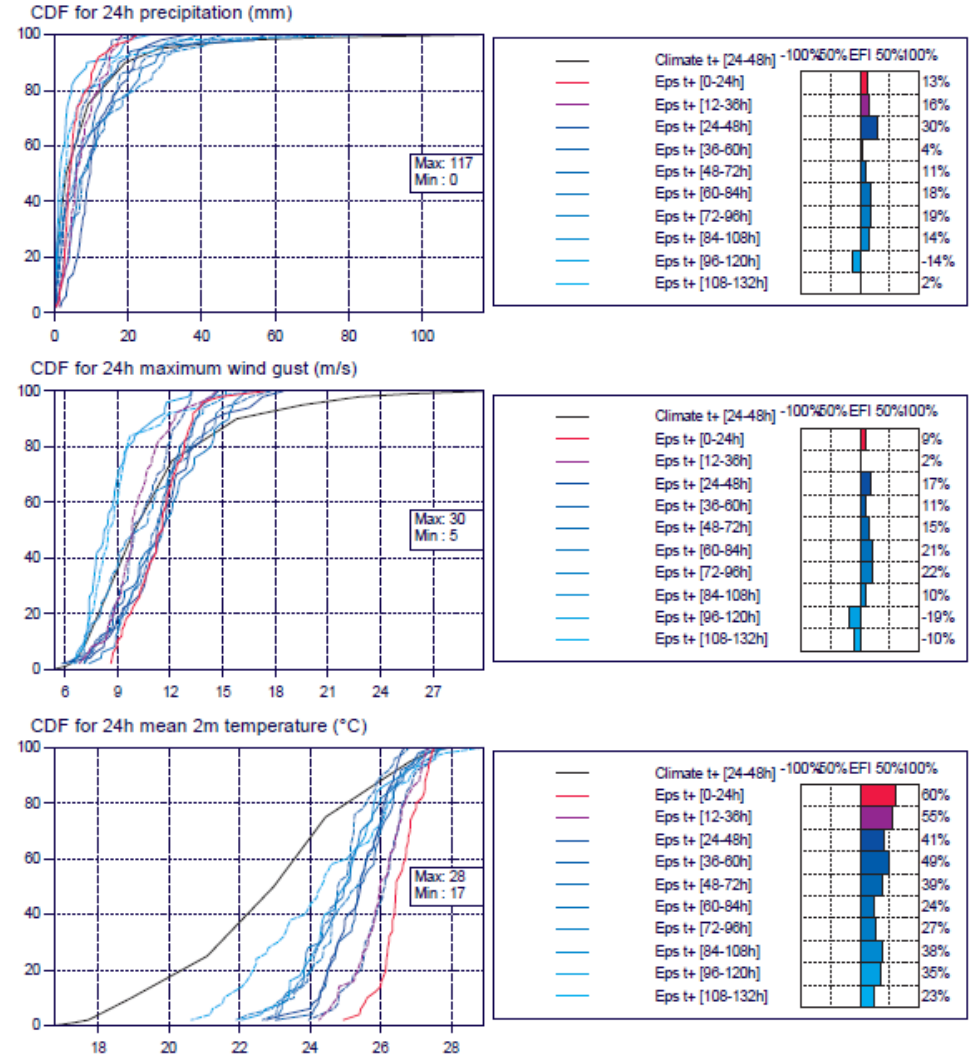 CDF for 24h precipitation (mm)
100
80
60
40
20
0
0 20 40 60 80 100
Max: 117
Min : 0
Climate t+ [24-48h] -100%50% EFI 50%100%
Eps t+ [0-24h] 13%
Eps t+ [12-36h] 16%
Eps t+ [24-48h] 30%
Eps t+ [36-60h] 4%
Eps t+ [48-72h] 11%
Eps t+ [60-84h] 18%
Eps t+ [72-96h] 19%
Eps t+ [84-108h] 14%
Eps t+ [96-120h] -14%
Eps t+ [108-132h] 2%
CDF for 24h maximum wind gust (m/s)
100
80
60
40
20
0
6 9 12 15 18 21 24 27
Max: 30
Min : 5
Climate t+ [24-48h] -100%50% EFI 50%100%
Eps t+ [0-24h] 9%
Eps t+ [12-36h] 2%
Eps t+ [24-48h] 17%
Eps t+ [36-60h] 11%
Eps t+ [48-72h] 15%
Eps t+ [60-84h] 21%
Eps t+ [72-96h] 22%
Eps t+ [84-108h] 10%
Eps t+ [96-120h] -19%
Eps t+ [108-132h] -10%
CDF for 24h mean 2m temperature (°C)
100
80
60
40
20
0
18 20 22 24 26 28
Max: 28
Min : 17
Climate t+ [24-48h] -100%50% EFI 50%100%
Eps t+ [0-24h] 60%
Eps t+ [12-36h] 55%
Eps t+ [24-48h] 41%
Eps t+ [36-60h] 49%
Eps t+ [48-72h] 39%
Eps t+ [60-84h] 24%
Eps t+ [72-96h] 27%
Eps t+ [84-108h] 38%
Eps t+ [96-120h] 35%
Eps t+ [108-132h] 23%